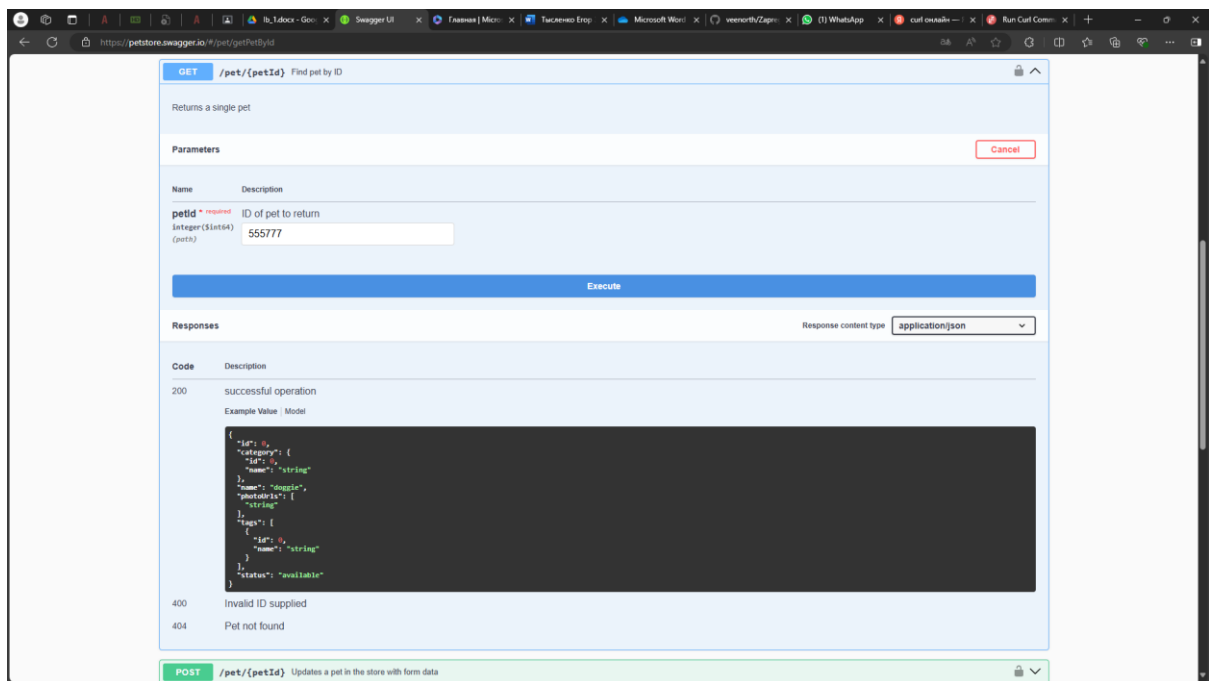 lb_1.docx - Goo
Swagger UI
Главная | Micro
Тысленко Егор
Microsoft Word
veenorth/Zapre
(1) WhatsApp
curl онлайн —
Run Curl Comm
https://petstore.swagger.io/#/pet/getPetById
GET /pet/{petId} Find pet by ID
Returns a single pet
Parameters
Cancel
Name Description
petId * required ID of pet to return
integer($int64)
(path)
555777
Execute
Responses
Response content type application/json
Code Description
200 successful operation
Example Value | Model
{
"id": 0,
"category": {
"id": 0,
"name": "string"
},
"name": "doggie",
"photoUrls": [
"string"
],
"tags": [
{
"id": 0,
"name": "string"
}
],
"status": "available"
}
400 Invalid ID supplied
404 Pet not found
POST /pet/{petId} Updates a pet in the store with form data